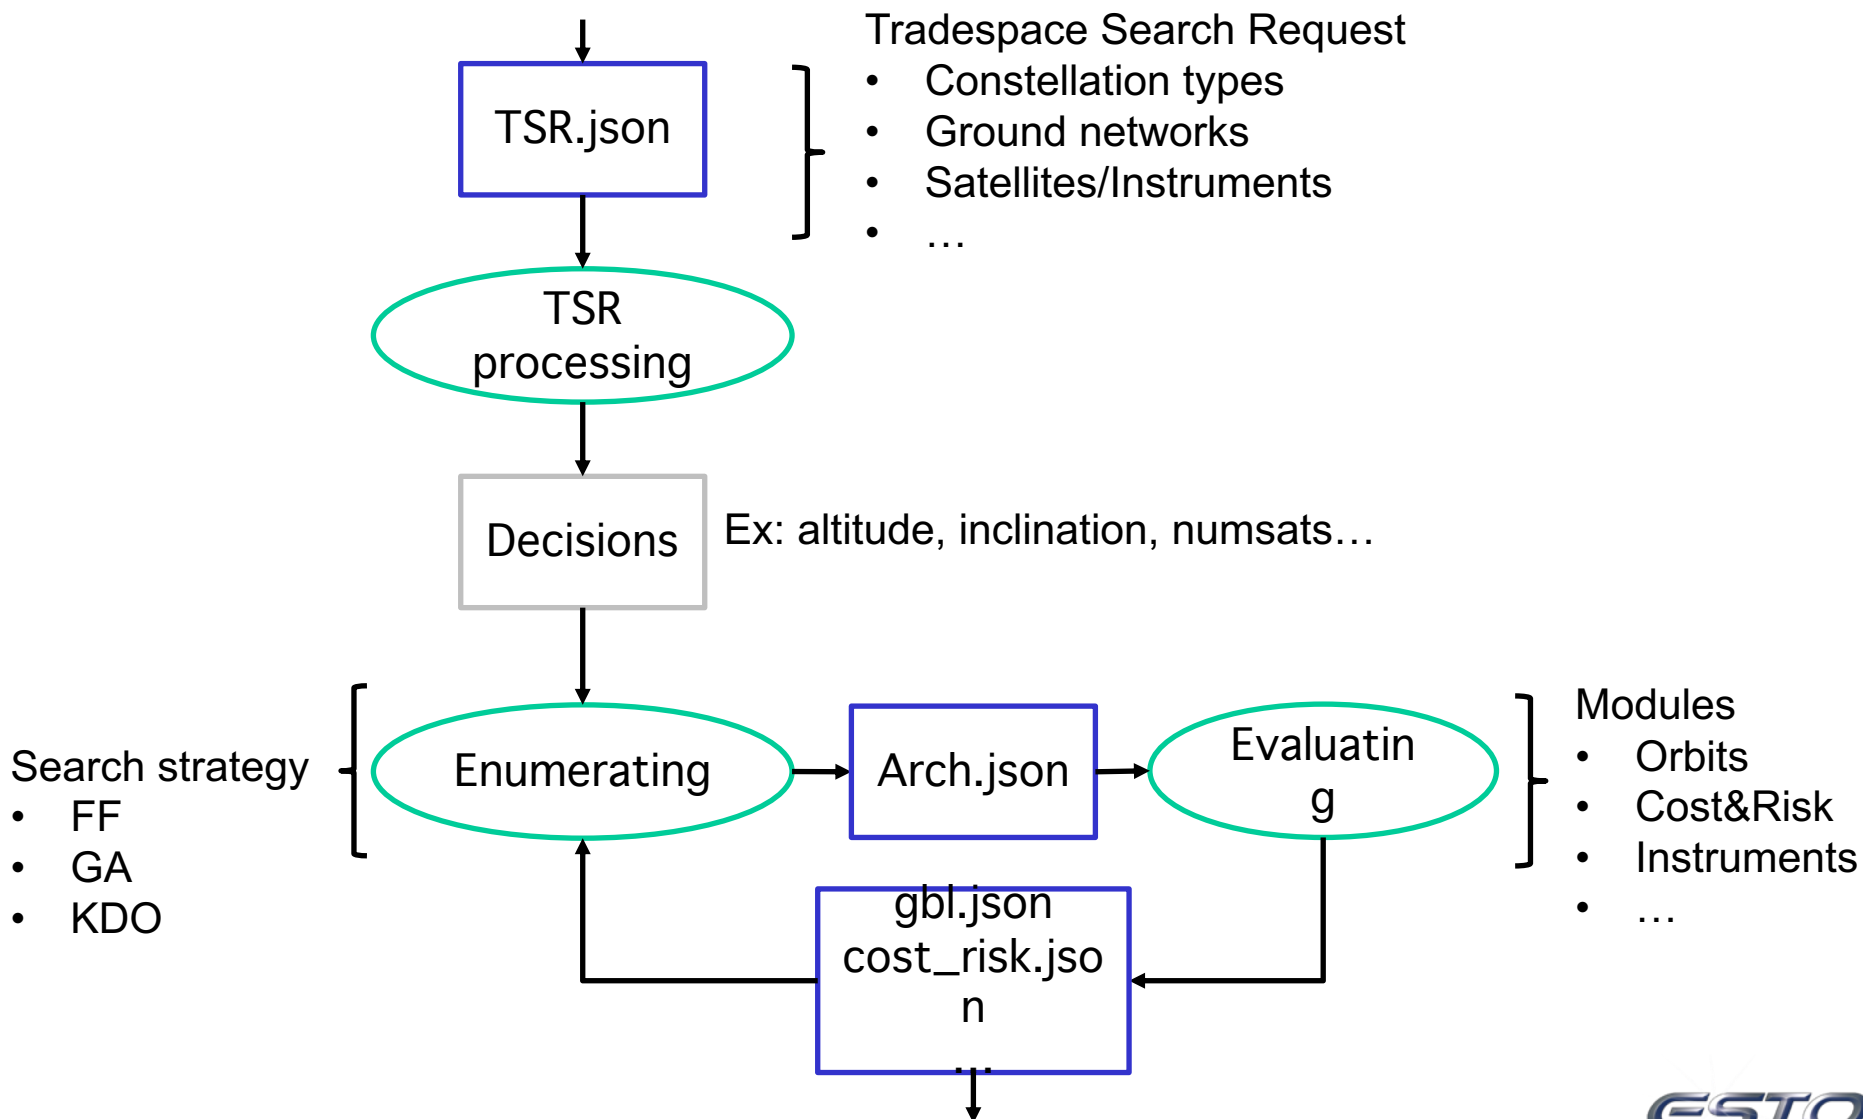 Tradespace Search Request
• Constellation types
• Ground networks
• Satellites/Instruments
• …
TSR.json
TSR
processing
Decisions
Ex: altitude, inclination, numsats…
Search strategy
• FF
• GA
• KDO
Enumerating
Arch.json
Evaluatin
g
Modules
• Orbits
• Cost&Risk
• Instruments
• …
gbl.json
cost_risk.jso
n
…
ESTO